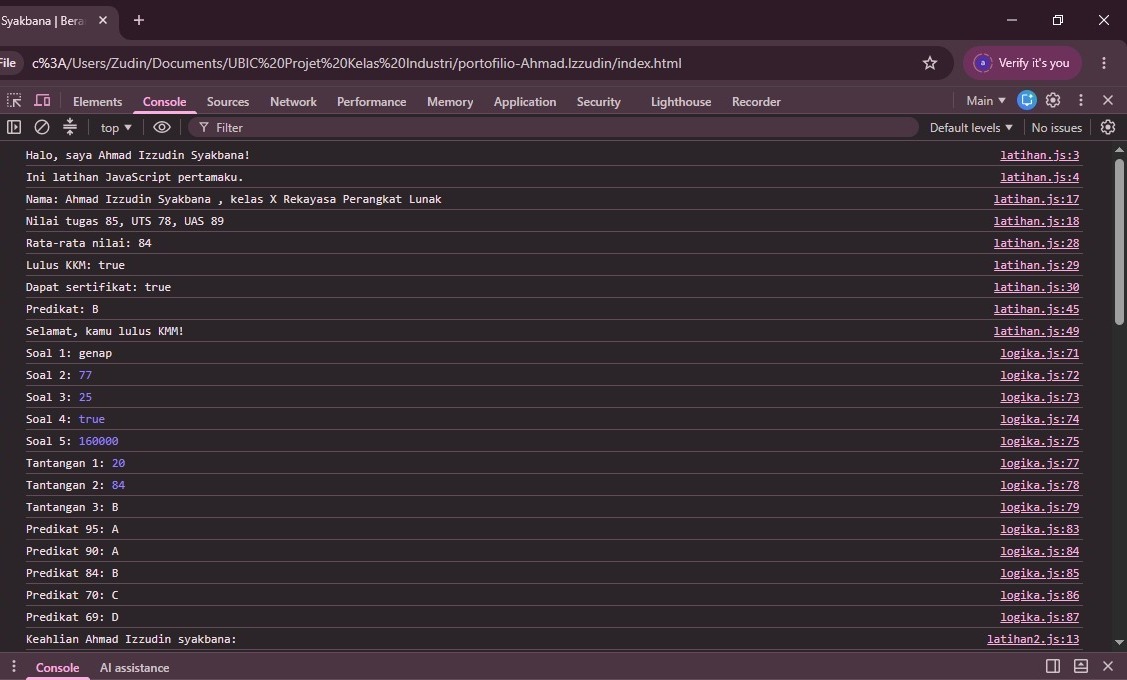 Syakbana | Bera
File c%3A/Users/Zudin/Documents/UBIC%20Projet%20Kelas%20Industri/portofilio-Ahmad.Izzudin/index.html a Verify it's you
Elements Console Sources Network Performance Memory Application Security Lighthouse Recorder Main
top Filter Default levels No issues
Halo, saya Ahmad Izzudin Syakbana! latihan.js:3
Ini latihan JavaScript pertamaku. latihan.js:4
Nama: Ahmad Izzudin Syakbana , kelas X Rekayasa Perangkat Lunak latihan.js:17
Nilai tugas 85, UTS 78, UAS 89 latihan.js:18
Rata-rata nilai: 84 latihan.js:28
Lulus KKM: true latihan.js:29
Dapat sertifikat: true latihan.js:30
Predikat: B latihan.js:45
Selamat, kamu lulus KMM! latihan.js:49
Soal 1: genap logika.js:71
Soal 2: 77 logika.js:72
Soal 3: 25 logika.js:73
Soal 4: true logika.js:74
Soal 5: 160000 logika.js:75
Tantangan 1: 20 logika.js:77
Tantangan 2: 84 logika.js:78
Tantangan 3: B logika.js:79
Predikat 95: A logika.js:83
Predikat 90: A logika.js:84
Predikat 84: B logika.js:85
Predikat 70: C logika.js:86
Predikat 69: D logika.js:87
Keahlian Ahmad Izzudin syakbana: latihan2.js:13
Console AI assistance